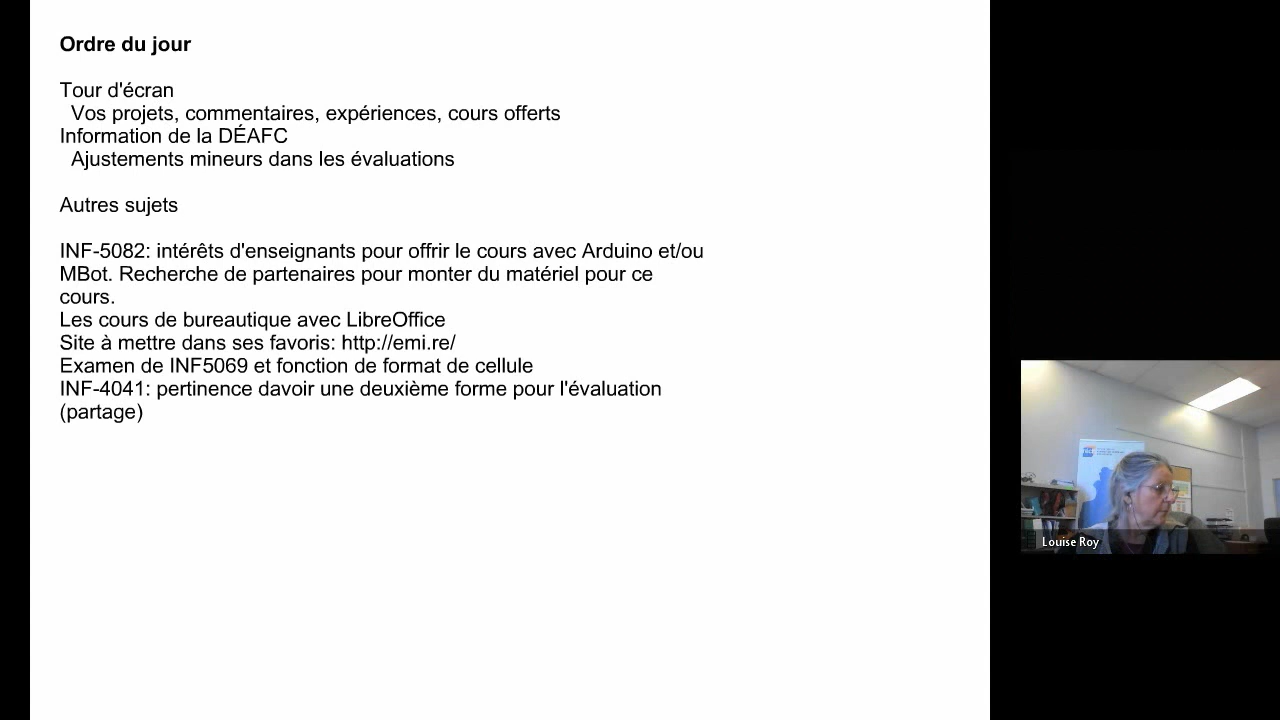 Ordre du jour
Tour d'écran
Vos projets, commentaires, expériences, cours offerts
Information de la DÉAFC
Ajustements mineurs dans les évaluations
Autres sujets
INF-5082: intérêts d'enseignants pour offrir le cours avec Arduino et/ou
MBot. Recherche de partenaires pour monter du matériel pour ce
cours.
Les cours de bureautique avec LibreOffice
Site à mettre dans ses favoris: http://emi.re/
Examen de INF5069 et fonction de format de cellule
INF-4041: pertinence davoir une deuxième forme pour l'évaluation
(partage)
Louise Roy